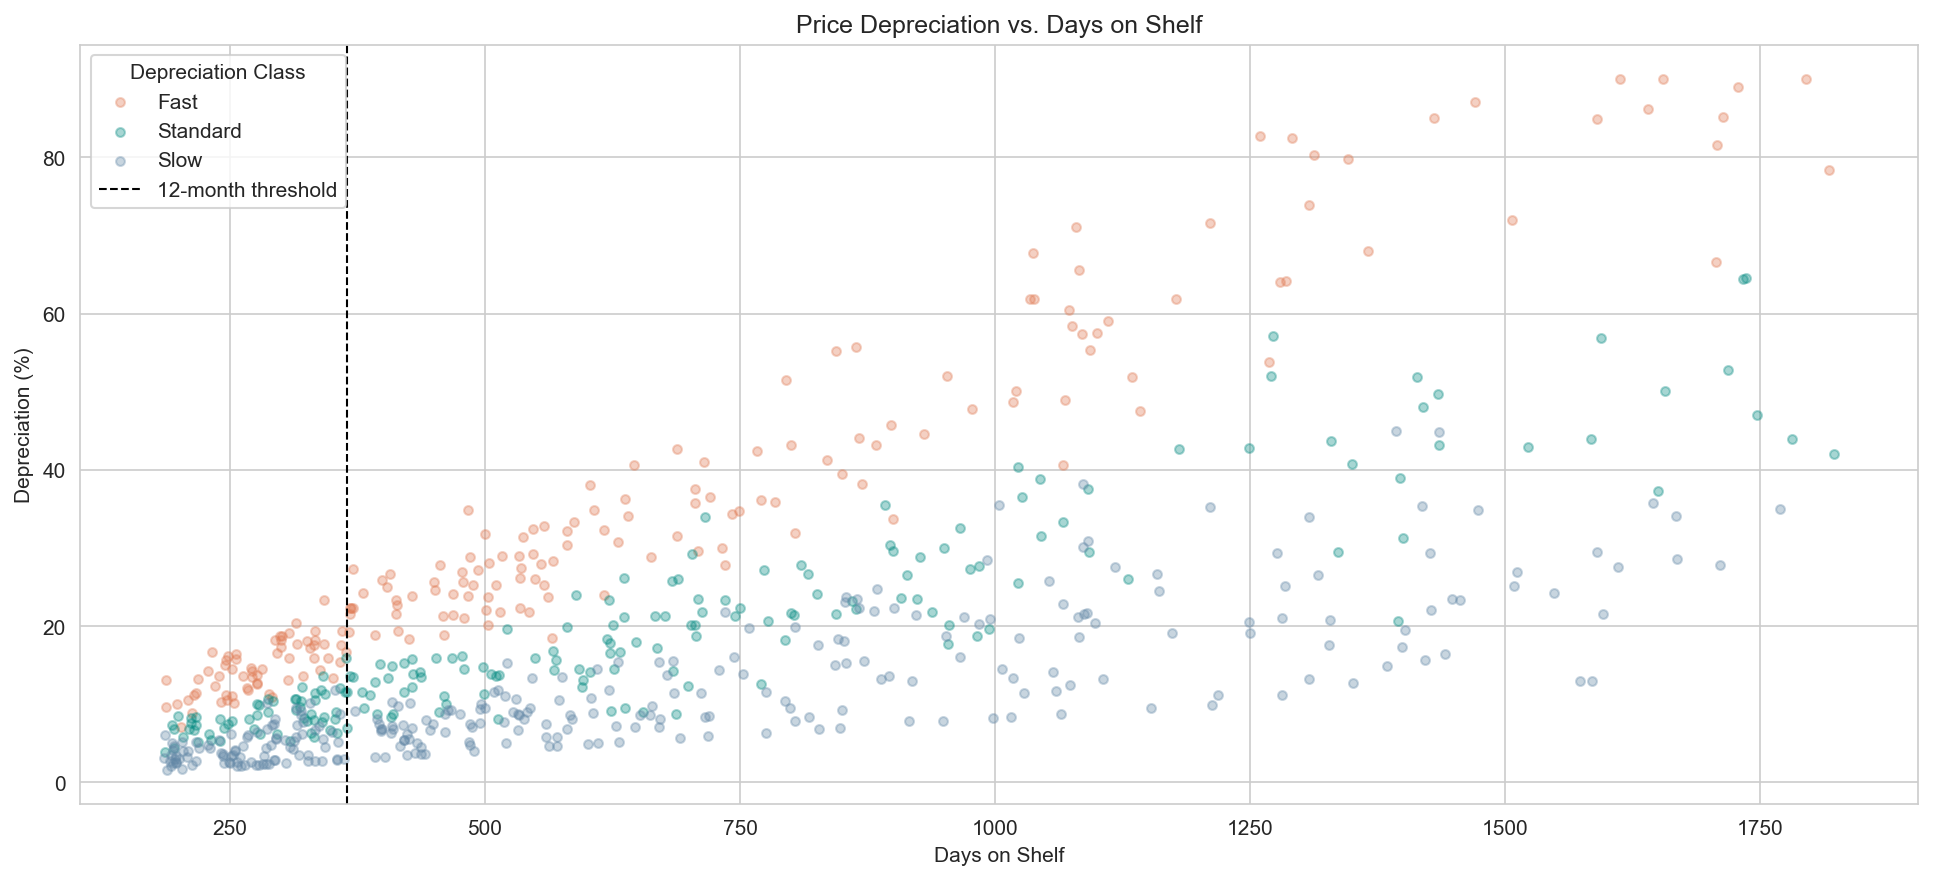 Price Depreciation vs. Days on Shelf
Depreciation Class
Fast
Standard
Slow
12-month threshold
Depreciation (%)
80
60
40
20
0
250 500 750 1000 1250 1500 1750
Days on Shelf